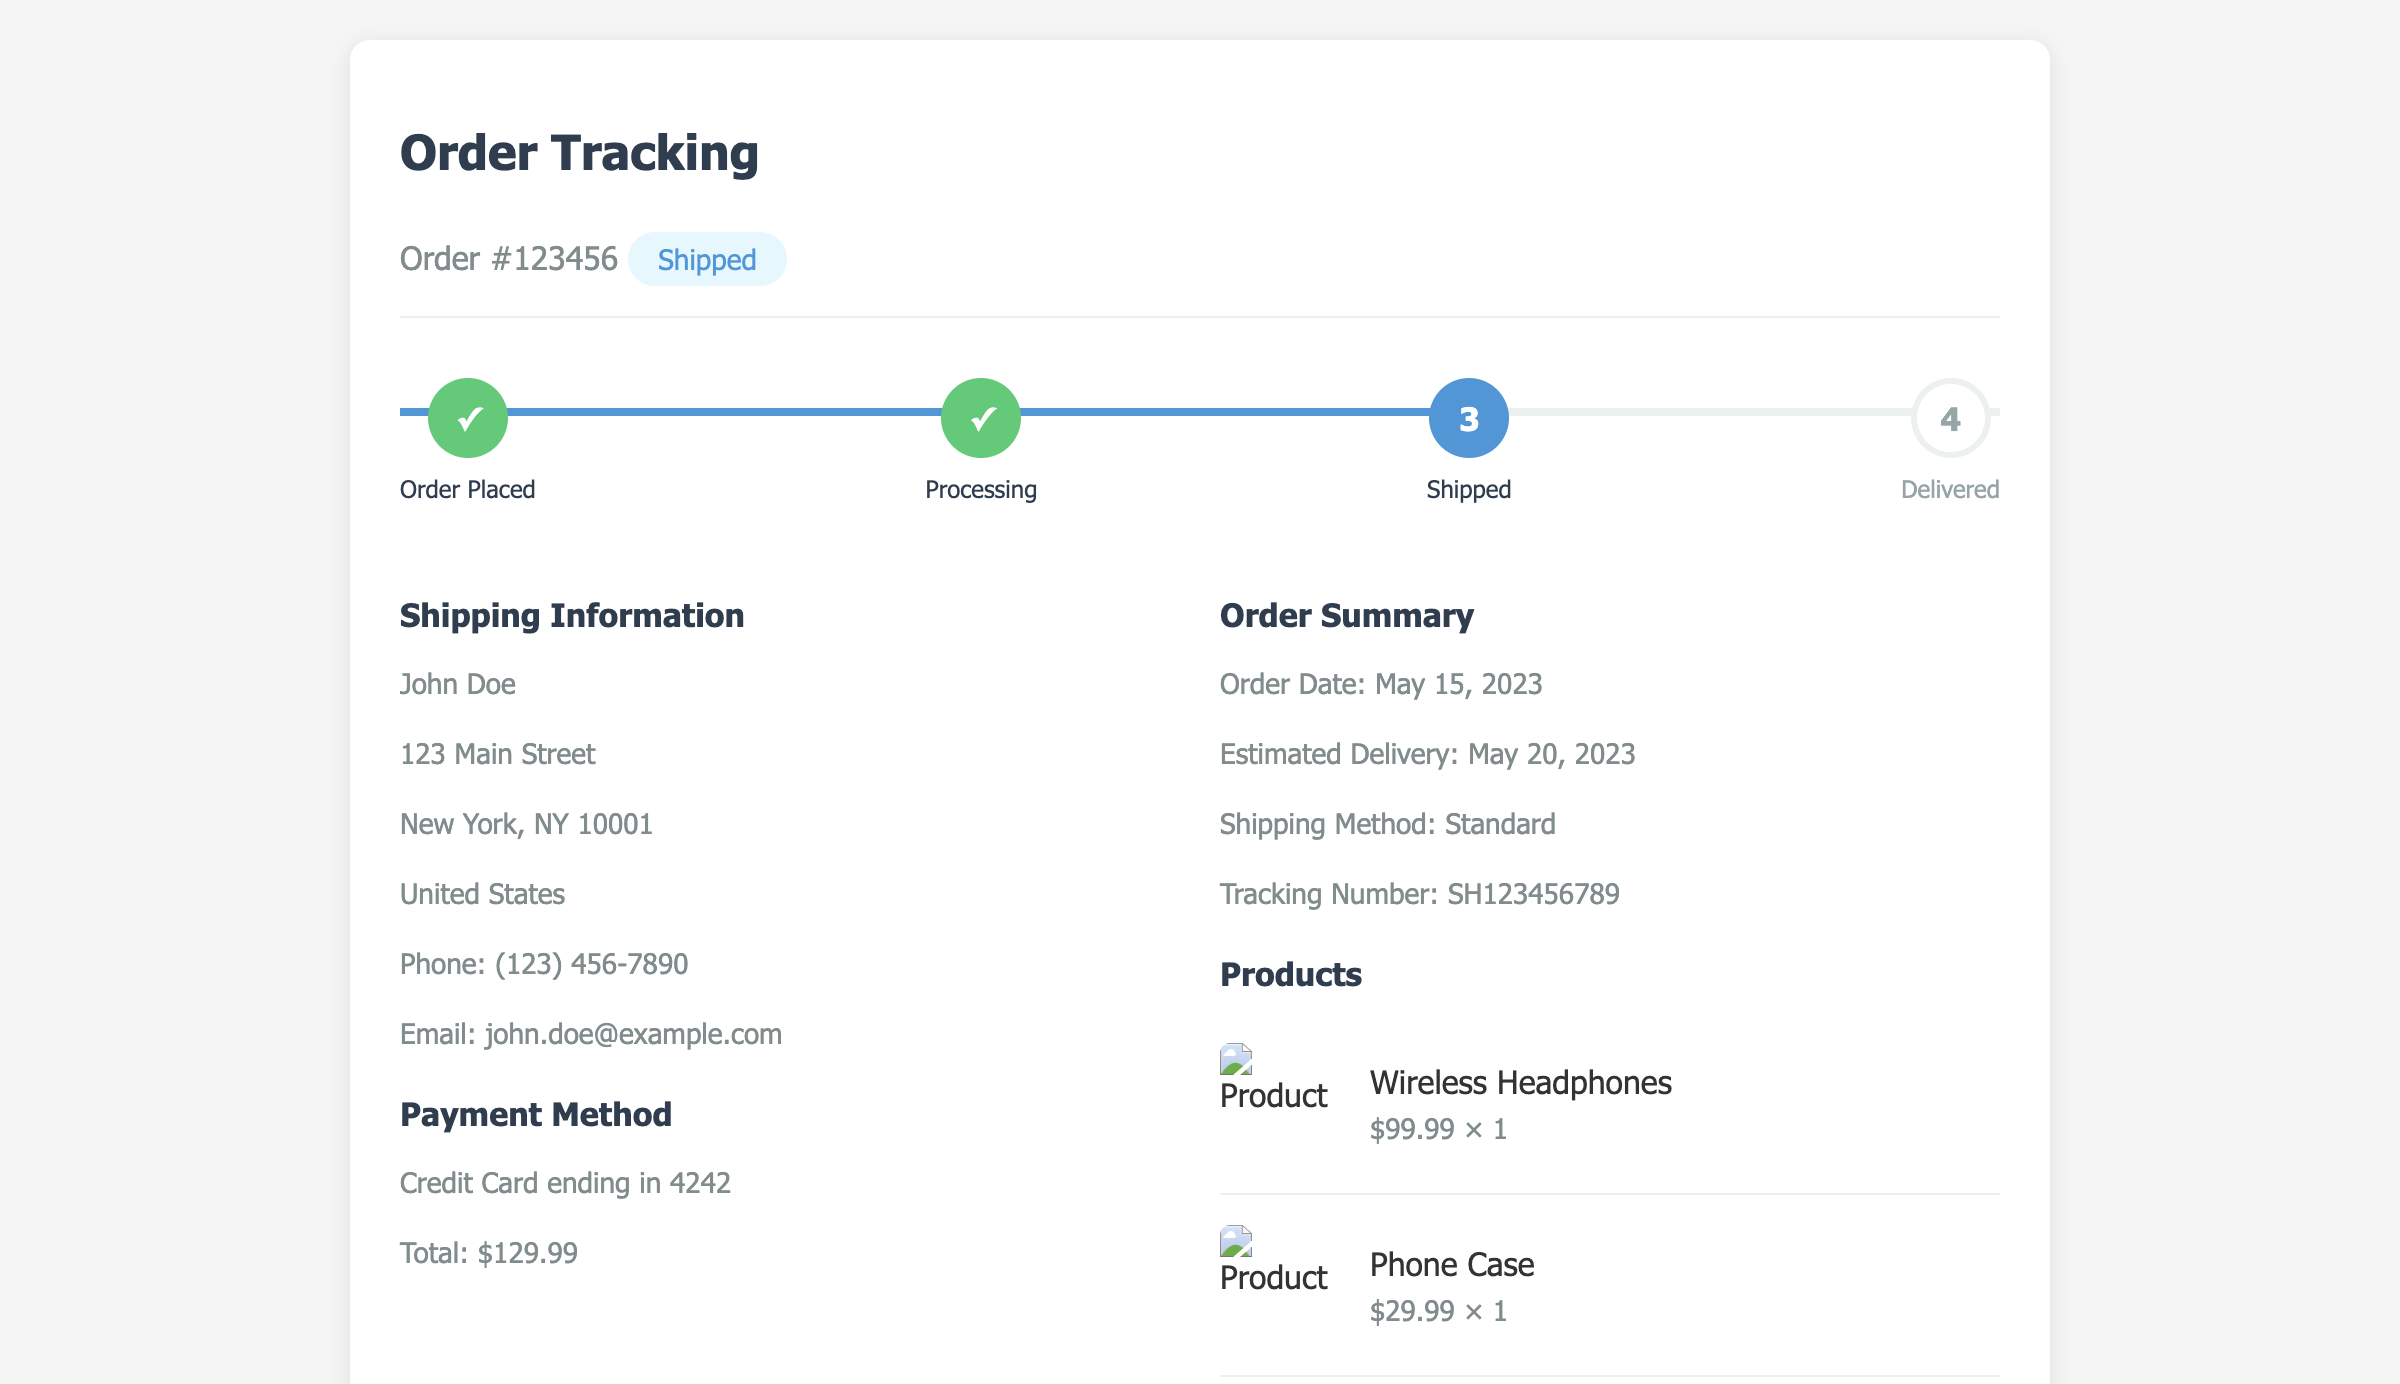 Order Tracking
Order #123456 Shipped
✓ ✓ 3 4
Order Placed Processing Shipped Delivered
Shipping Information
John Doe
123 Main Street
New York, NY 10001
United States
Phone: (123) 456-7890
Email: john.doe@example.com
Payment Method
Credit Card ending in 4242
Total: $129.99
Order Summary
Order Date: May 15, 2023
Estimated Delivery: May 20, 2023
Shipping Method: Standard
Tracking Number: SH123456789
Products
Product
Wireless Headphones
$99.99 × 1
Product
Phone Case
$29.99 × 1